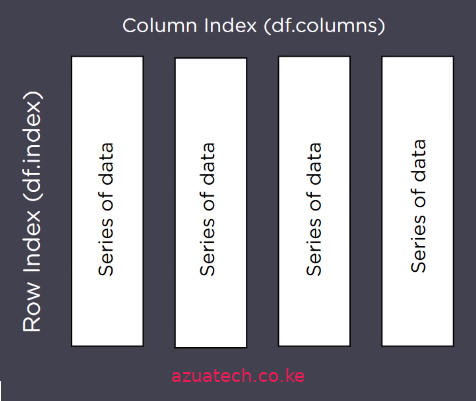 Column Index (df.columns)
Row Index (df.index)
Series of data
Series of data
Series of data
Series of data
azuatech.co.ke